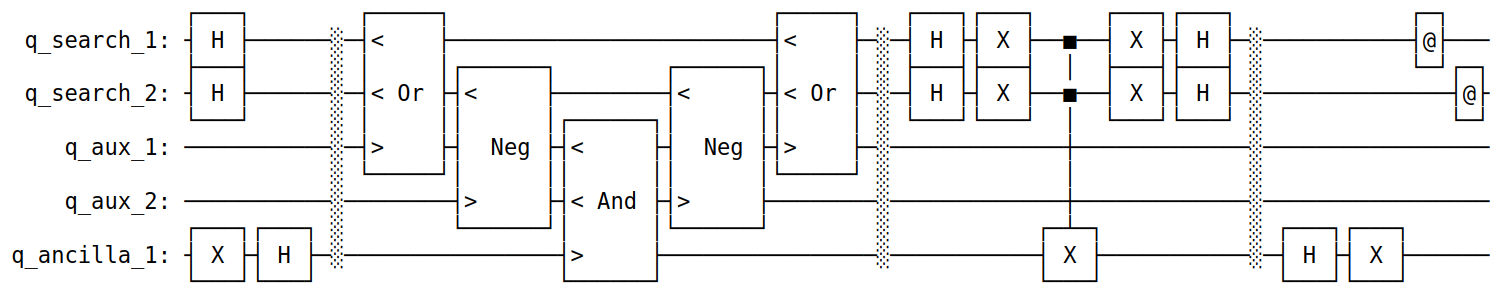 q_search_1: H < < H X ■ X H @
q_search_2: H < Or < < < Or H X ■ X H @
q_aux_1: > Neg < Neg >
q_aux_2: > < And >
q_ancilla_1: X H > X H X